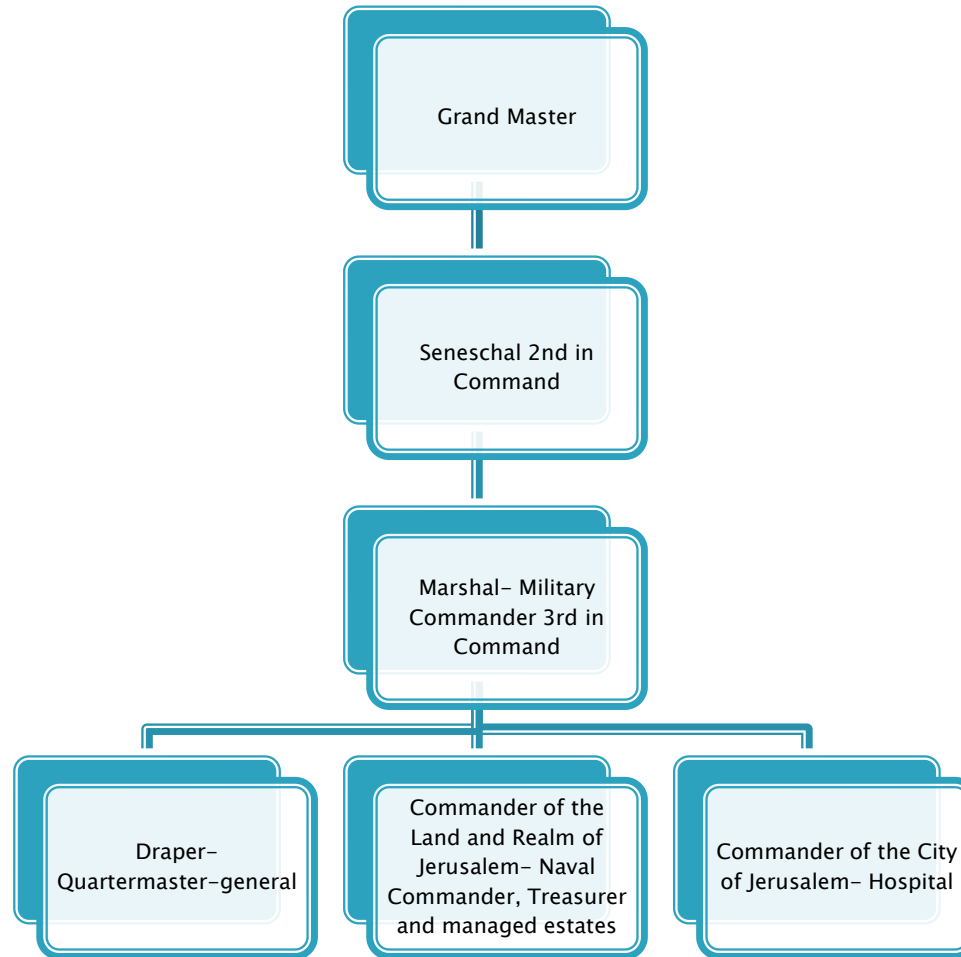 Grand Master
Seneschal 2nd in
Command
Marshal– Military
Commander 3rd in
Command
Draper–
Quartermaster–general
Commander of the
Land and Realm of
Jerusalem– Naval
Commander, Treasurer
and managed estates
Commander of the City
of Jerusalem– Hospital